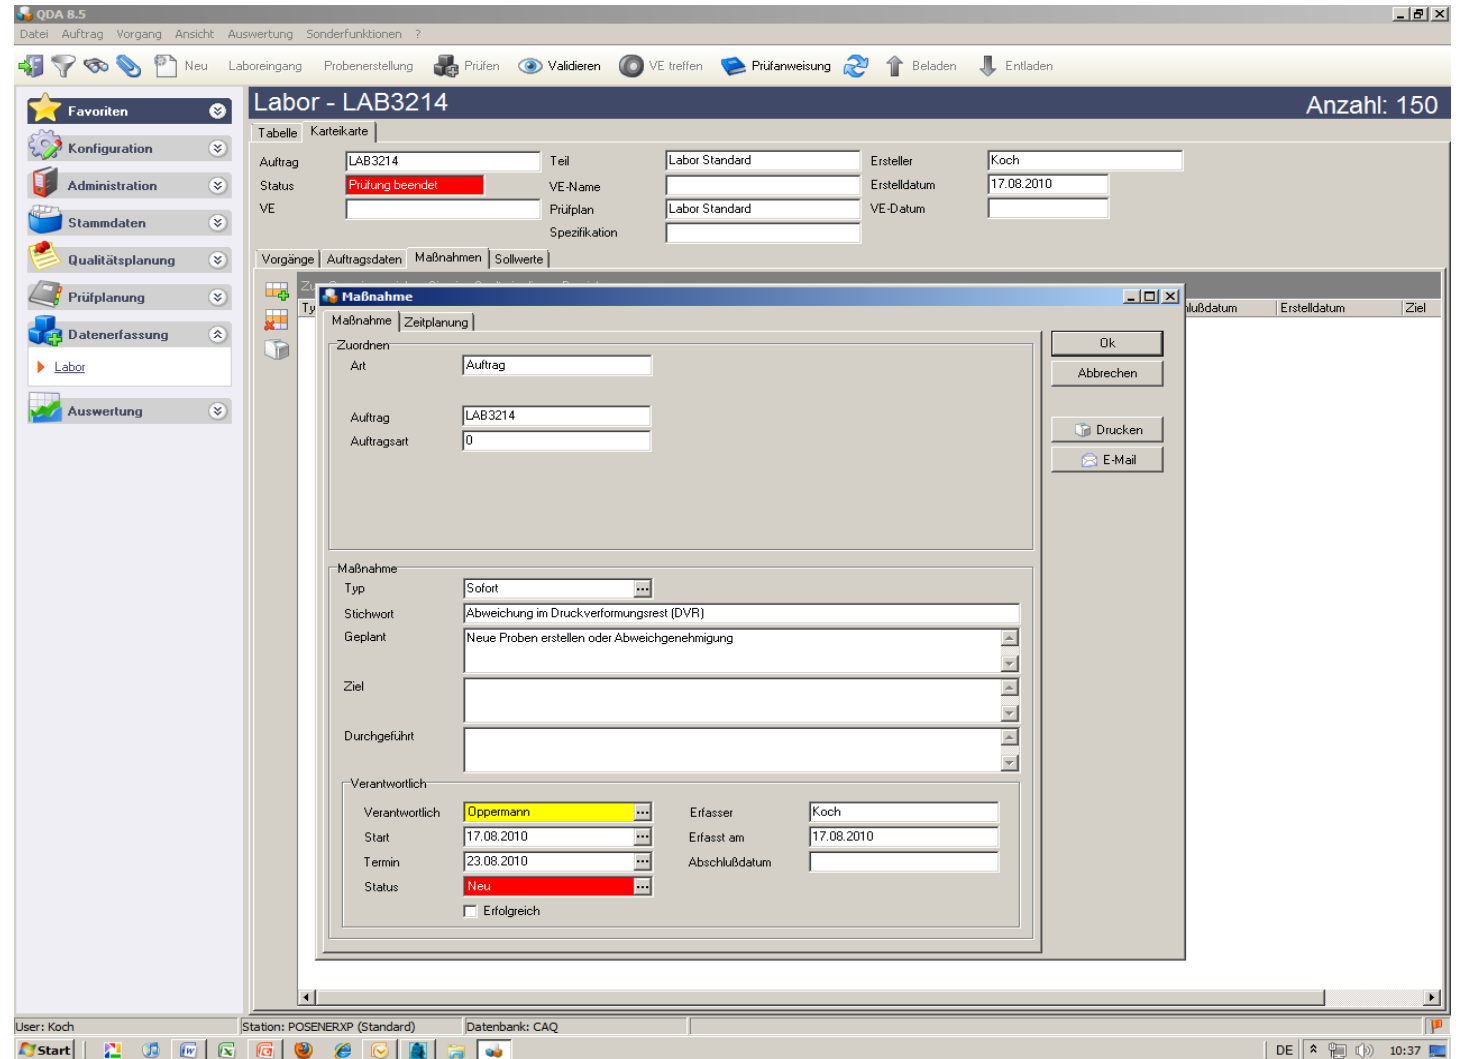 QDA 8.5
Datei Auftrag Vorgang Ansicht Auswertung Sonderfunktionen ?
Neu Laboreingang Probenerstellung Prüfen Validieren VE treffen Prüfanweisung Beladen Entladen
Favoriten
Konfiguration
Administration
Stammdaten
Qualitätsplanung
Prüfplanung
Datenerfassung
Labor
Auswertung
Labor - LAB3214 Anzahl: 150
Tabelle Karteikarte
Auftrag LAB3214 Teil Labor Standard Ersteller Koch
Status Prüfung beendet VE-Name Erstelldatum 17.08.2010
VE Prüfplan Labor Standard VE-Datum
Spezifikation
Vorgänge Auftragsdaten Maßnahmen Sollwerte
Erstelldatum Ziel
Maßnahme
Maßnahme Zeitplanung
Zuordnen
Art Auftrag
Auftrag LAB3214
Auftragsart 0
Ok
Abbrechen
Drucken
E-Mail
Maßnahme
Typ Sofort ...
Stichwort Abweichung im Druckverformungsrest (DVR)
Geplant Neue Proben erstellen oder Abweichgenehmigung
Ziel
Durchgeführt
Verantwortlich
Verantwortlich Oppermann ... Erfasser Koch
Start 17.08.2010 ... Erfasst am 17.08.2010
Termin 23.08.2010 ... Abschlußdatum
Status Neu ...
Erfolgreich
User: Koch Station: POSENERXP (Standard) Datenbank: CAQ
Start DE 10:37